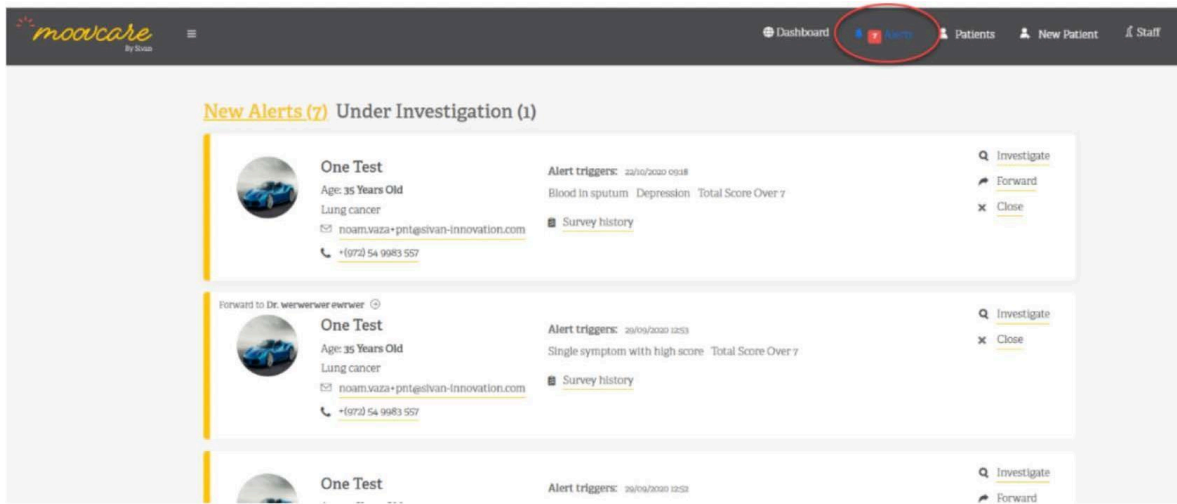 moovcare
By Sivan
Dashboard
7 Alerts
Patients
New Patient
Staff
New Alerts (7) Under Investigation (1)
One Test
Age: 35 Years Old
Lung cancer
noam.vaza+pnt@sivan-innovation.com
+(972) 54 9983 557
Alert triggers: 22/10/2020 09:18
Blood in sputum Depression Total Score Over 7
Survey history
Investigate
Forward
Close
Forward to Dr. werwerwer ewrwer
One Test
Age: 35 Years Old
Lung cancer
noam.vaza+pnt@sivan-innovation.com
+(972) 54 9983 557
Alert triggers: 29/09/2020 12:53
Single symptom with high score Total Score Over 7
Survey history
Investigate
Close
One Test
Alert triggers: 29/09/2020 12:52
Investigate
Forward